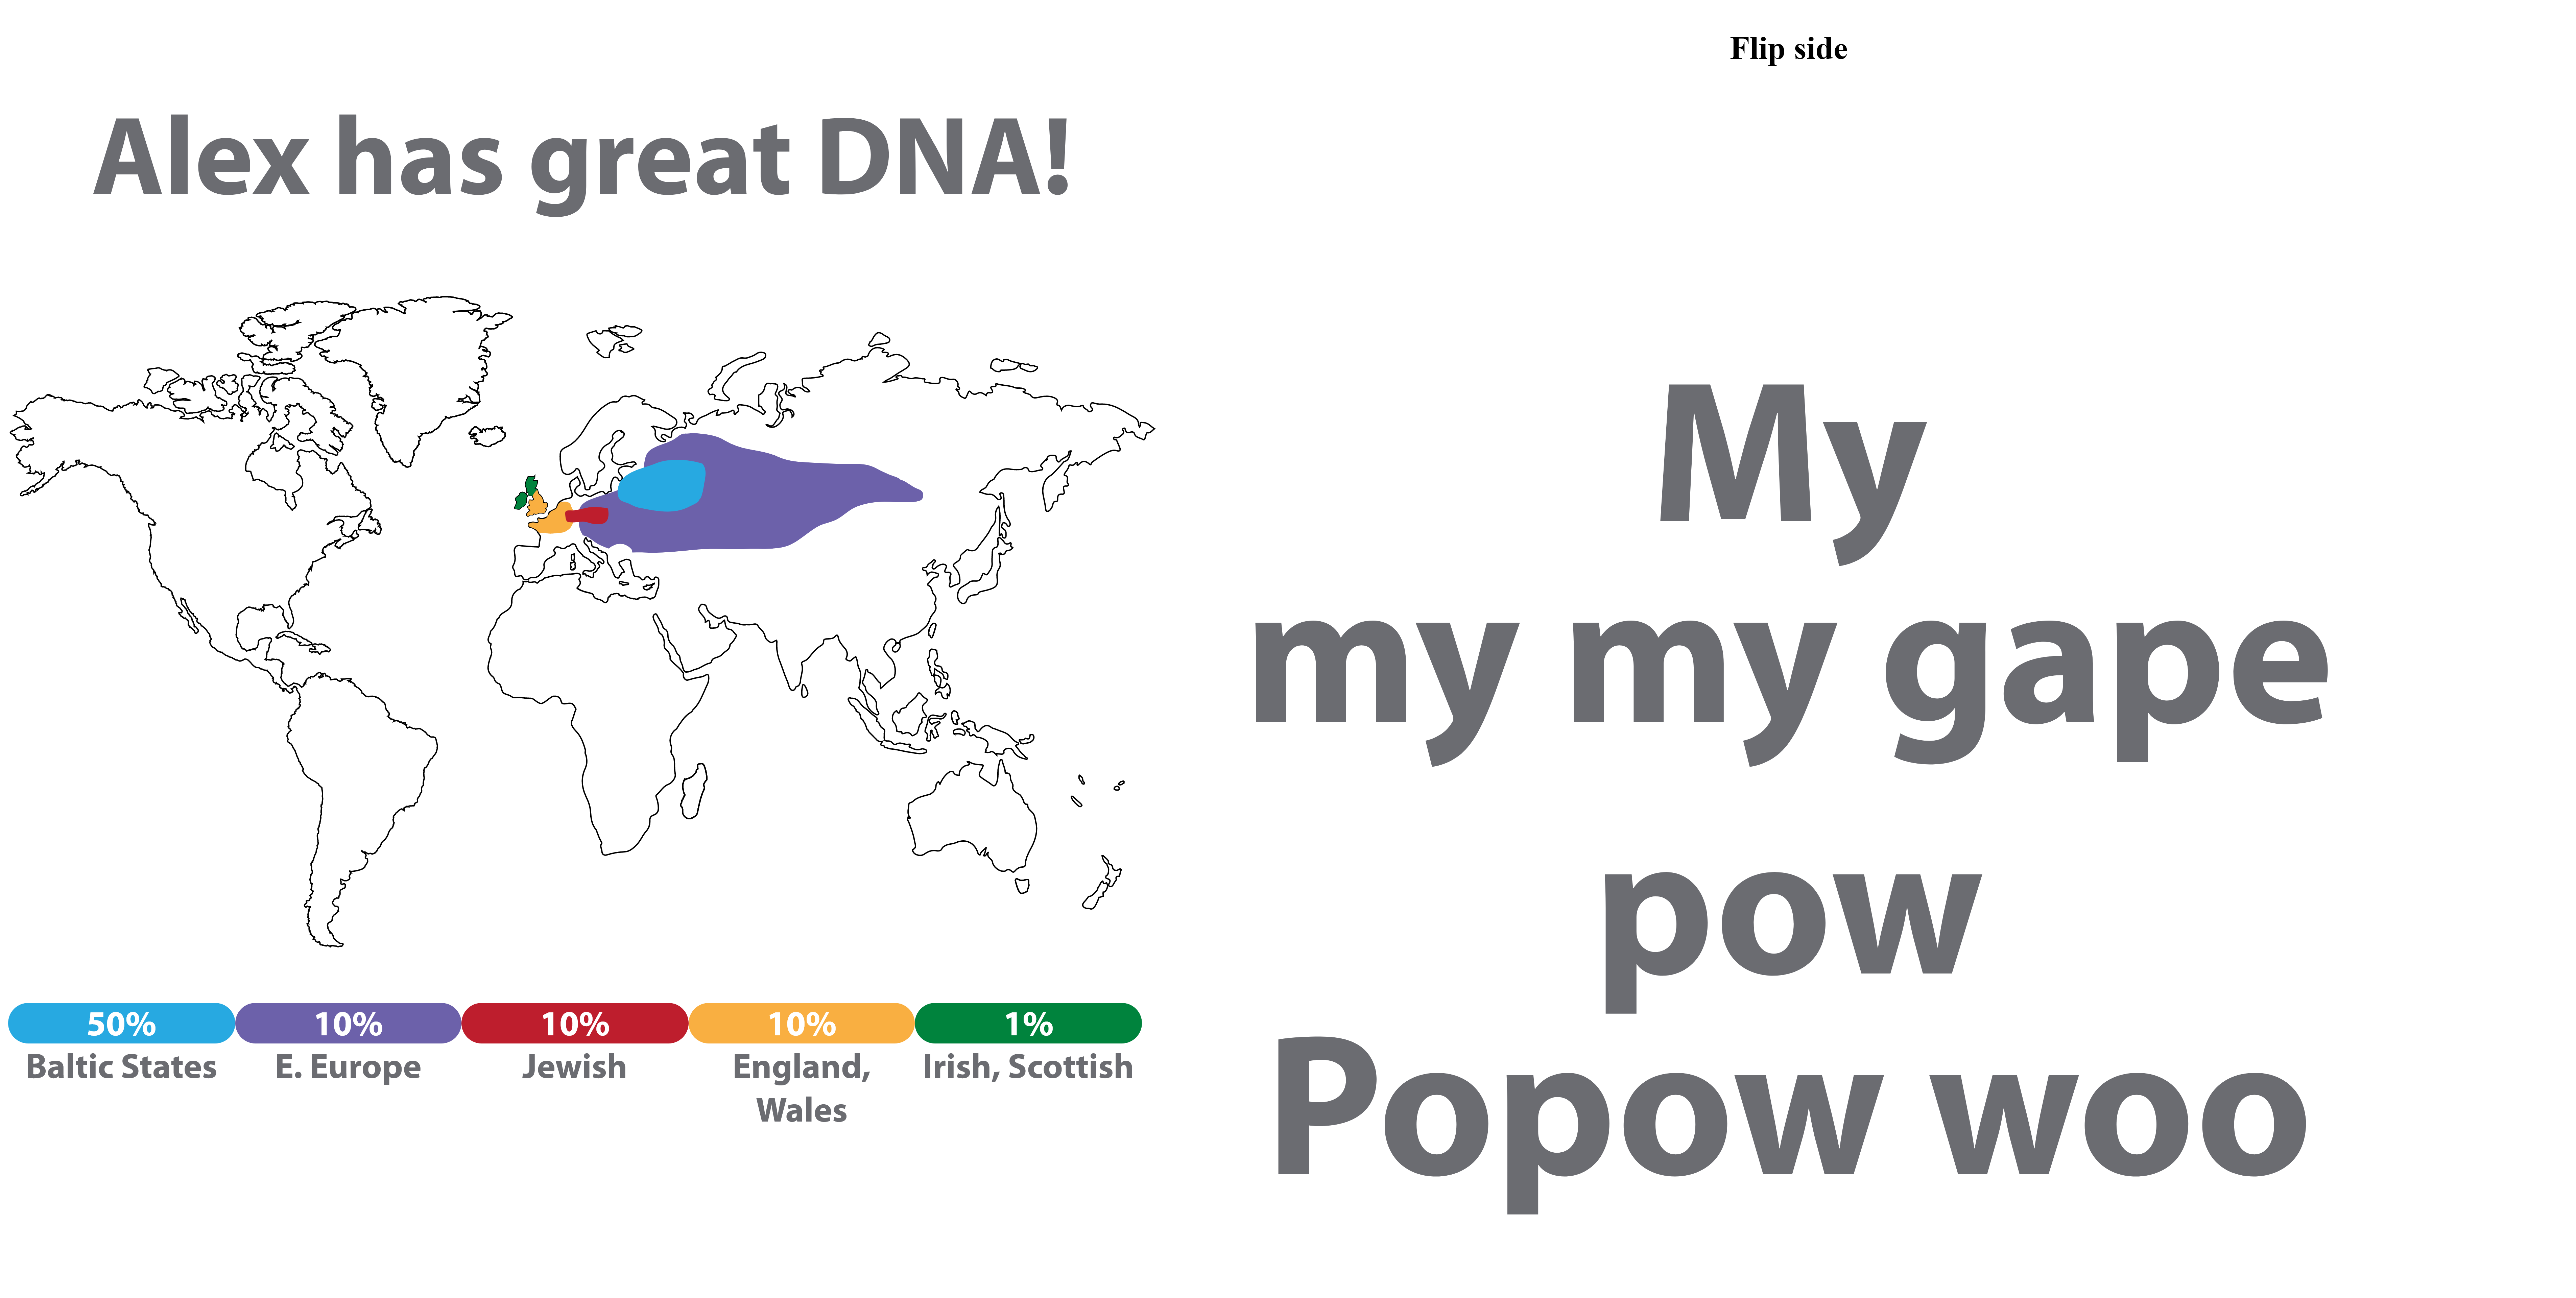 Flip side
Alex has great DNA!
My
my my gape
pow
Popow woo
50%
10%
10%
10%
1%
Baltic States
E. Europe
Jewish
England,
Wales
Irish, Scottish